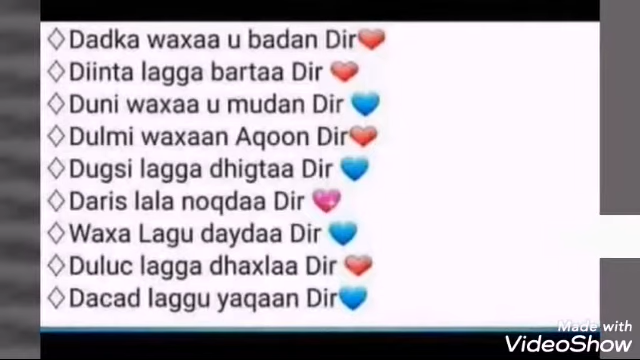 ◇Dadka waxaa u badan Dir❤️
◇Diinta lagga bartaa Dir ❤️
◇Duni waxaa u mudan Dir 💙
◇Dulmi waxaan Aqoon Dir❤️
◇Dugsi lagga dhigtaa Dir 💙
◇Daris lala noqdaa Dir 💖
◇Waxa Lagu daydaa Dir 💙
◇Duluc lagga dhaxlaa Dir ❤️
◇Dacad laggu yaqaan Dir💙
Made with
VideoShow